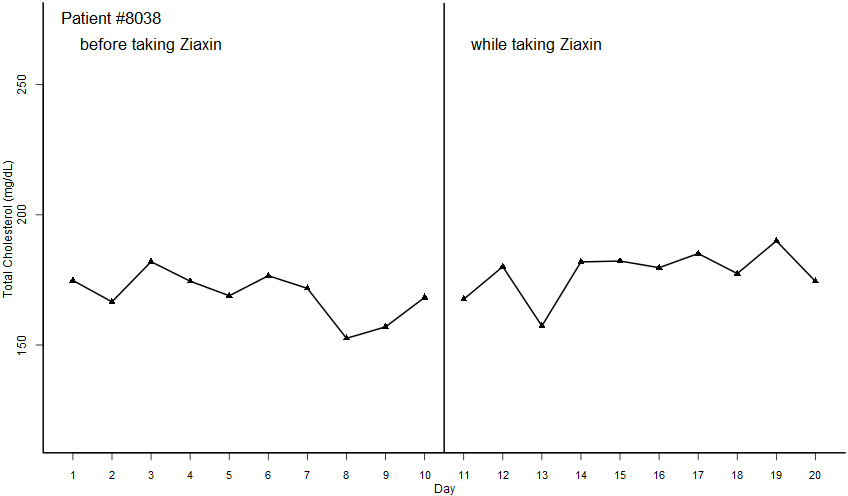 Patient #8038
before taking Ziaxin
while taking Ziaxin
Total Cholesterol (mg/dL)
250
200
150
1 2 3 4 5 6 7 8 9 10 11 12 13 14 15 16 17 18 19 20
Day